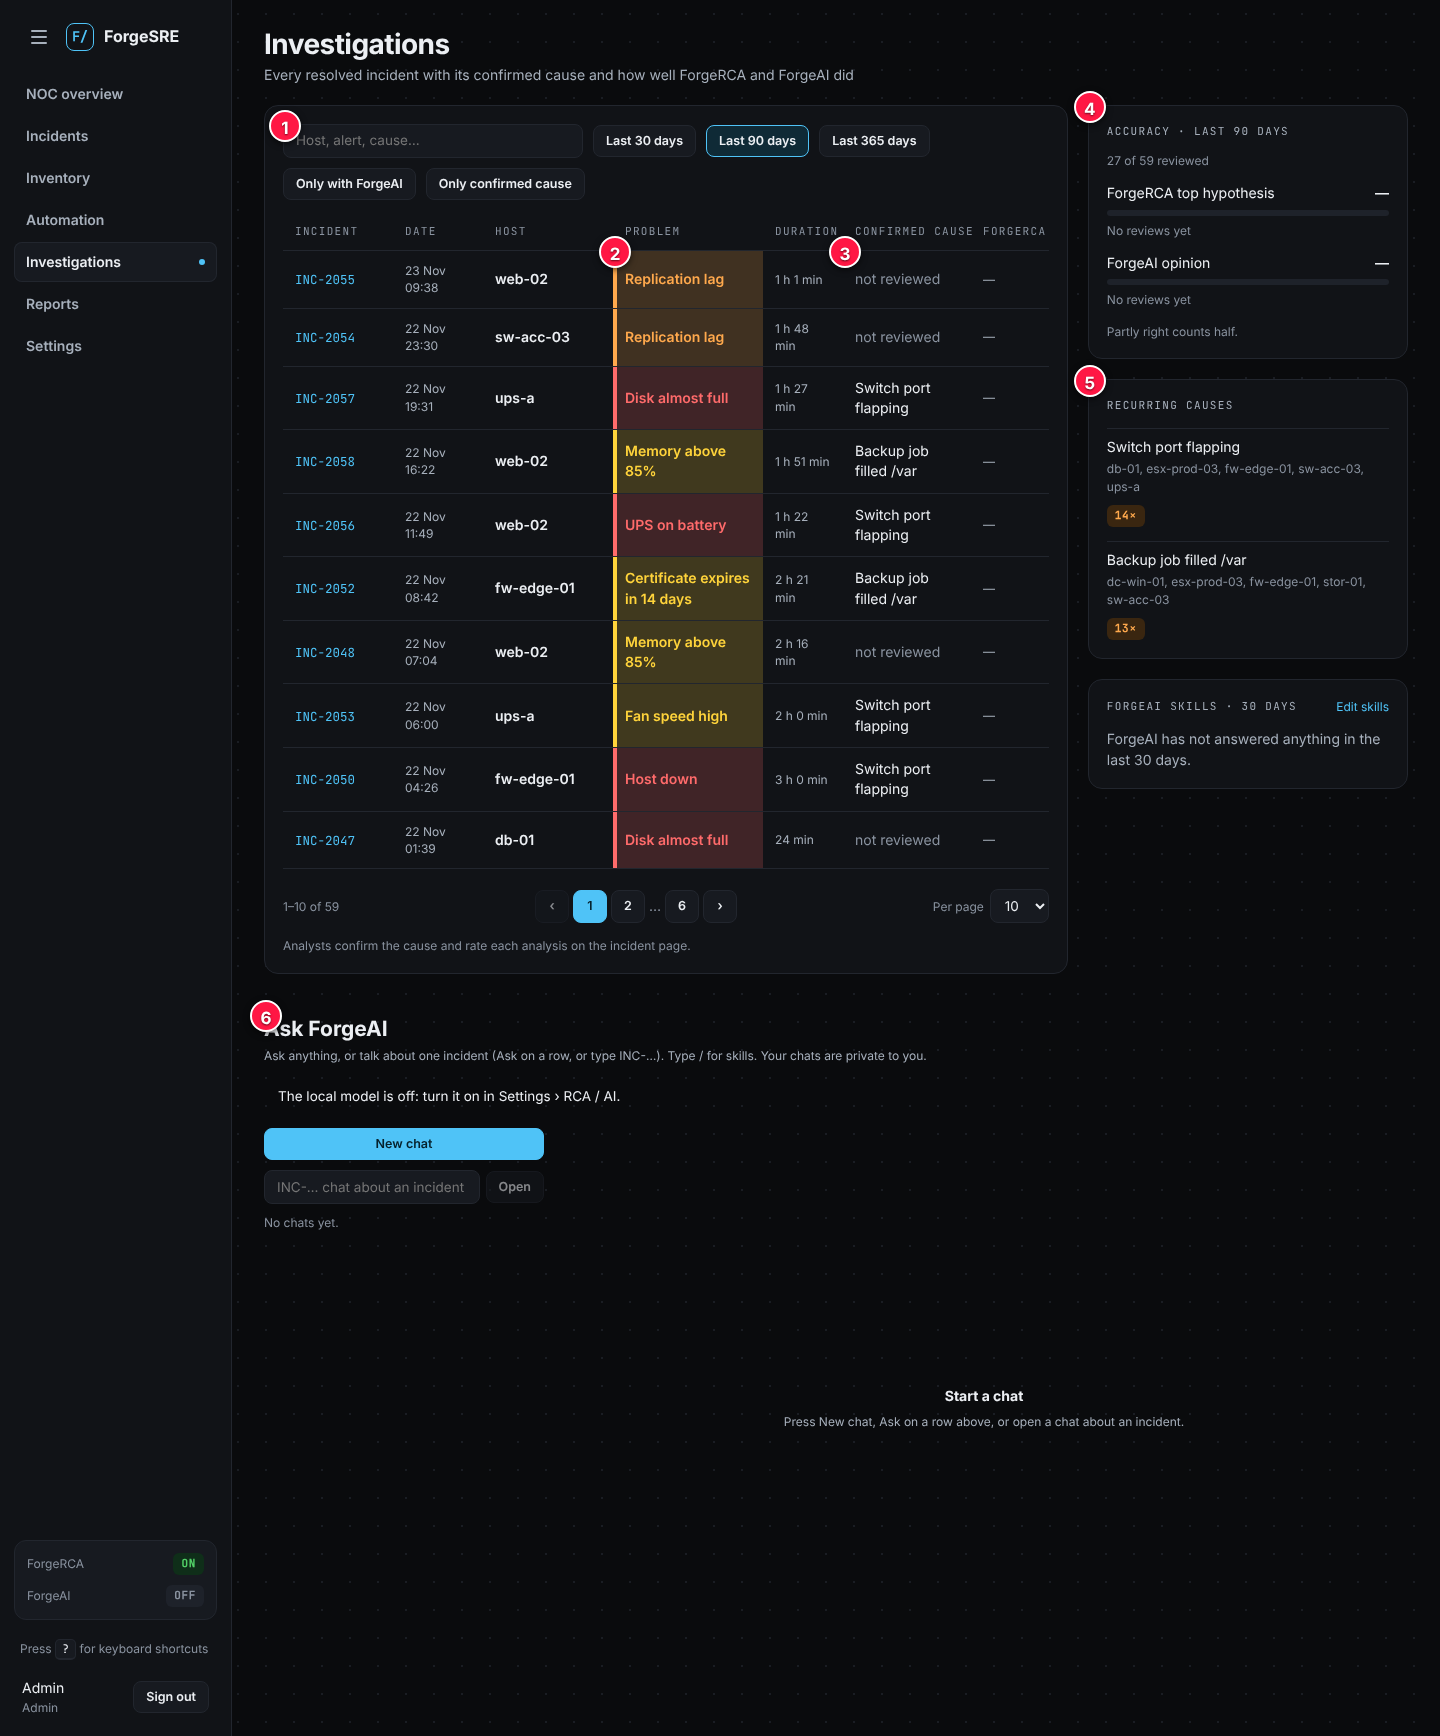 F/ ForgeSRE
NOC overview
Incidents
Inventory
Automation
Investigations
Reports
Settings
ForgeRCA ON
ForgeAI OFF
Press ? for keyboard shortcuts
Admin
Admin
Sign out
Investigations
Every resolved incident with its confirmed cause and how well ForgeRCA and ForgeAI did
1
Host, alert, cause...
Last 30 days
Last 90 days
Last 365 days
Only with ForgeAI
Only confirmed cause
INCIDENT DATE HOST PROBLEM DURATION CONFIRMED CAUSE FORGERCA
2
3
INC-2055 23 Nov 09:38 web-02 Replication lag 1 h 1 min not reviewed —
INC-2054 22 Nov 23:30 sw-acc-03 Replication lag 1 h 48 min not reviewed —
INC-2057 22 Nov 19:31 ups-a Disk almost full 1 h 27 min Switch port flapping —
INC-2058 22 Nov 16:22 web-02 Memory above 85% 1 h 51 min Backup job filled /var —
INC-2056 22 Nov 11:49 web-02 UPS on battery 1 h 22 min Switch port flapping —
INC-2052 22 Nov 08:42 fw-edge-01 Certificate expires in 14 days 2 h 21 min Backup job filled /var —
INC-2048 22 Nov 07:04 web-02 Memory above 85% 2 h 16 min not reviewed —
INC-2053 22 Nov 06:00 ups-a Fan speed high 2 h 0 min Switch port flapping —
INC-2050 22 Nov 04:26 fw-edge-01 Host down 3 h 0 min Switch port flapping —
INC-2047 22 Nov 01:39 db-01 Disk almost full 24 min not reviewed —
1–10 of 59
‹ 1 2 ... 6 ›
Per page 10
Analysts confirm the cause and rate each analysis on the incident page.
4
ACCURACY · LAST 90 DAYS
27 of 59 reviewed
ForgeRCA top hypothesis —
No reviews yet
ForgeAI opinion —
No reviews yet
Partly right counts half.
5
RECURRING CAUSES
Switch port flapping
db-01, esx-prod-03, fw-edge-01, sw-acc-03,
ups-a
14×
Backup job filled /var
dc-win-01, esx-prod-03, fw-edge-01, stor-01,
sw-acc-03
13×
FORGEAI SKILLS · 30 DAYS Edit skills
ForgeAI has not answered anything in the
last 30 days.
6
Ask ForgeAI
Ask anything, or talk about one incident (Ask on a row, or type INC-...). Type / for skills. Your chats are private to you.
The local model is off: turn it on in Settings › RCA / AI.
New chat
INC-... chat about an incident
Open
No chats yet.
Start a chat
Press New chat, Ask on a row above, or open a chat about an incident.